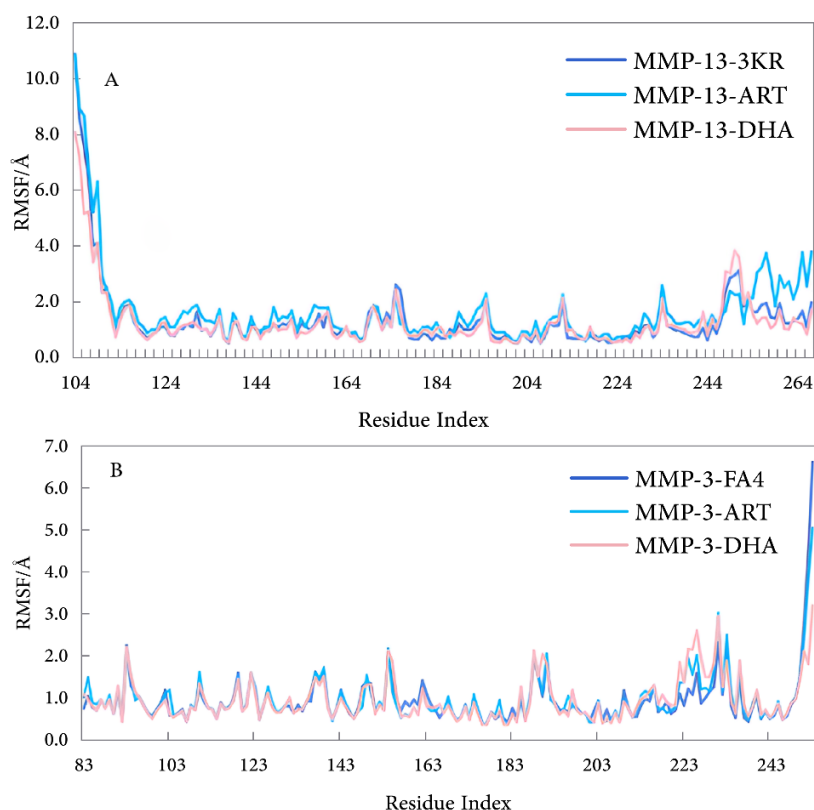 12.0
A
MMP-13-3KR
10.0
MMP-13-ART
8.0
MMP-13-DHA
RMSF/Å
6.0
4.0
2.0
0.0
104 124 144 164 184 204 224 244 264
Residue Index
7.0
B
MMP-3-FA4
6.0
MMP-3-ART
5.0
MMP-3-DHA
RMSF/Å
4.0
3.0
2.0
1.0
0.0
83 103 123 143 163 183 203 223 243
Residue Index